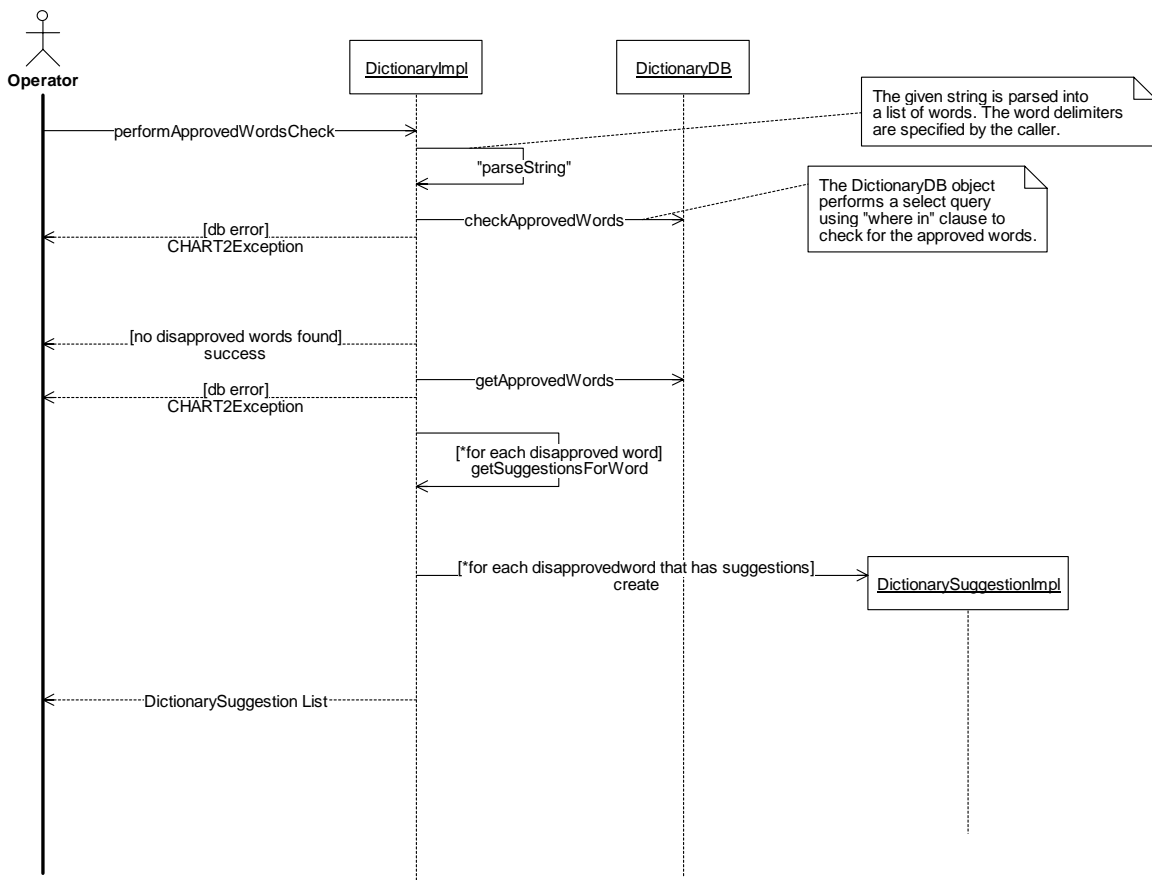 Operator
DictionaryImpl
DictionaryDB
The given string is parsed into
a list of words. The word delimiters
are specified by the caller.
performApprovedWordsCheck
"parseString"
The DictionaryDB object
performs a select query
using "where in" clause to
check for the approved words.
checkApprovedWords
[db error]
CHART2Exception
[no disapproved words found]
success
getApprovedWords
[db error]
CHART2Exception
[*for each disapproved word]
getSuggestionsForWord
[*for each disapprovedword that has suggestions]
create
DictionarySuggestionImpl
DictionarySuggestion List